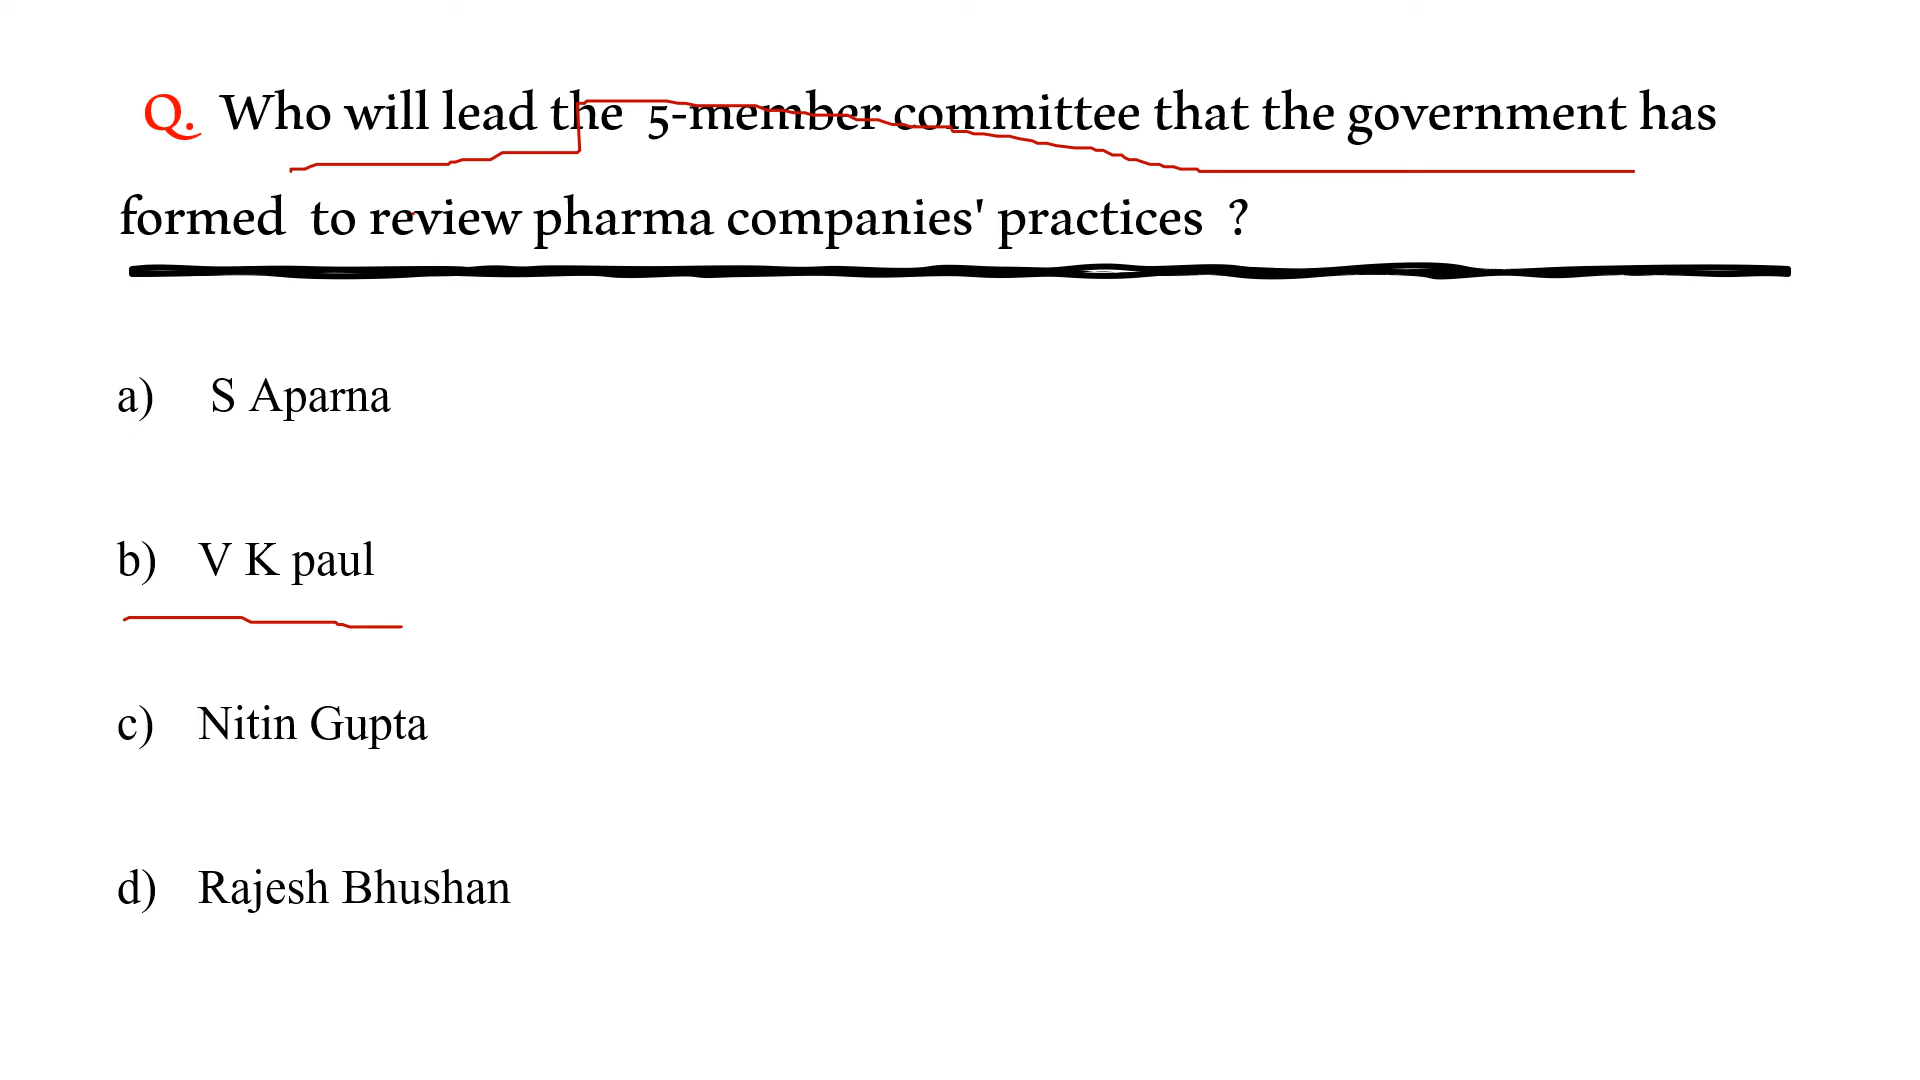 Q. Who will lead the 5-member committee that the government has
formed to review pharma companies' practices ?
a) S Aparna
b) V K paul
c) Nitin Gupta
d) Rajesh Bhushan